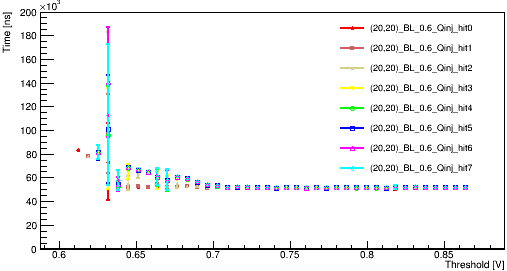 ×10³
Time [ns]
200
180
160
140
120
100
80
60
40
20
0
(20,20)_BL_0.6_Qinj_hit0
(20,20)_BL_0.6_Qinj_hit1
(20,20)_BL_0.6_Qinj_hit2
(20,20)_BL_0.6_Qinj_hit3
(20,20)_BL_0.6_Qinj_hit4
(20,20)_BL_0.6_Qinj_hit5
(20,20)_BL_0.6_Qinj_hit6
(20,20)_BL_0.6_Qinj_hit7
0.6 0.65 0.7 0.75 0.8 0.85
Threshold [V]